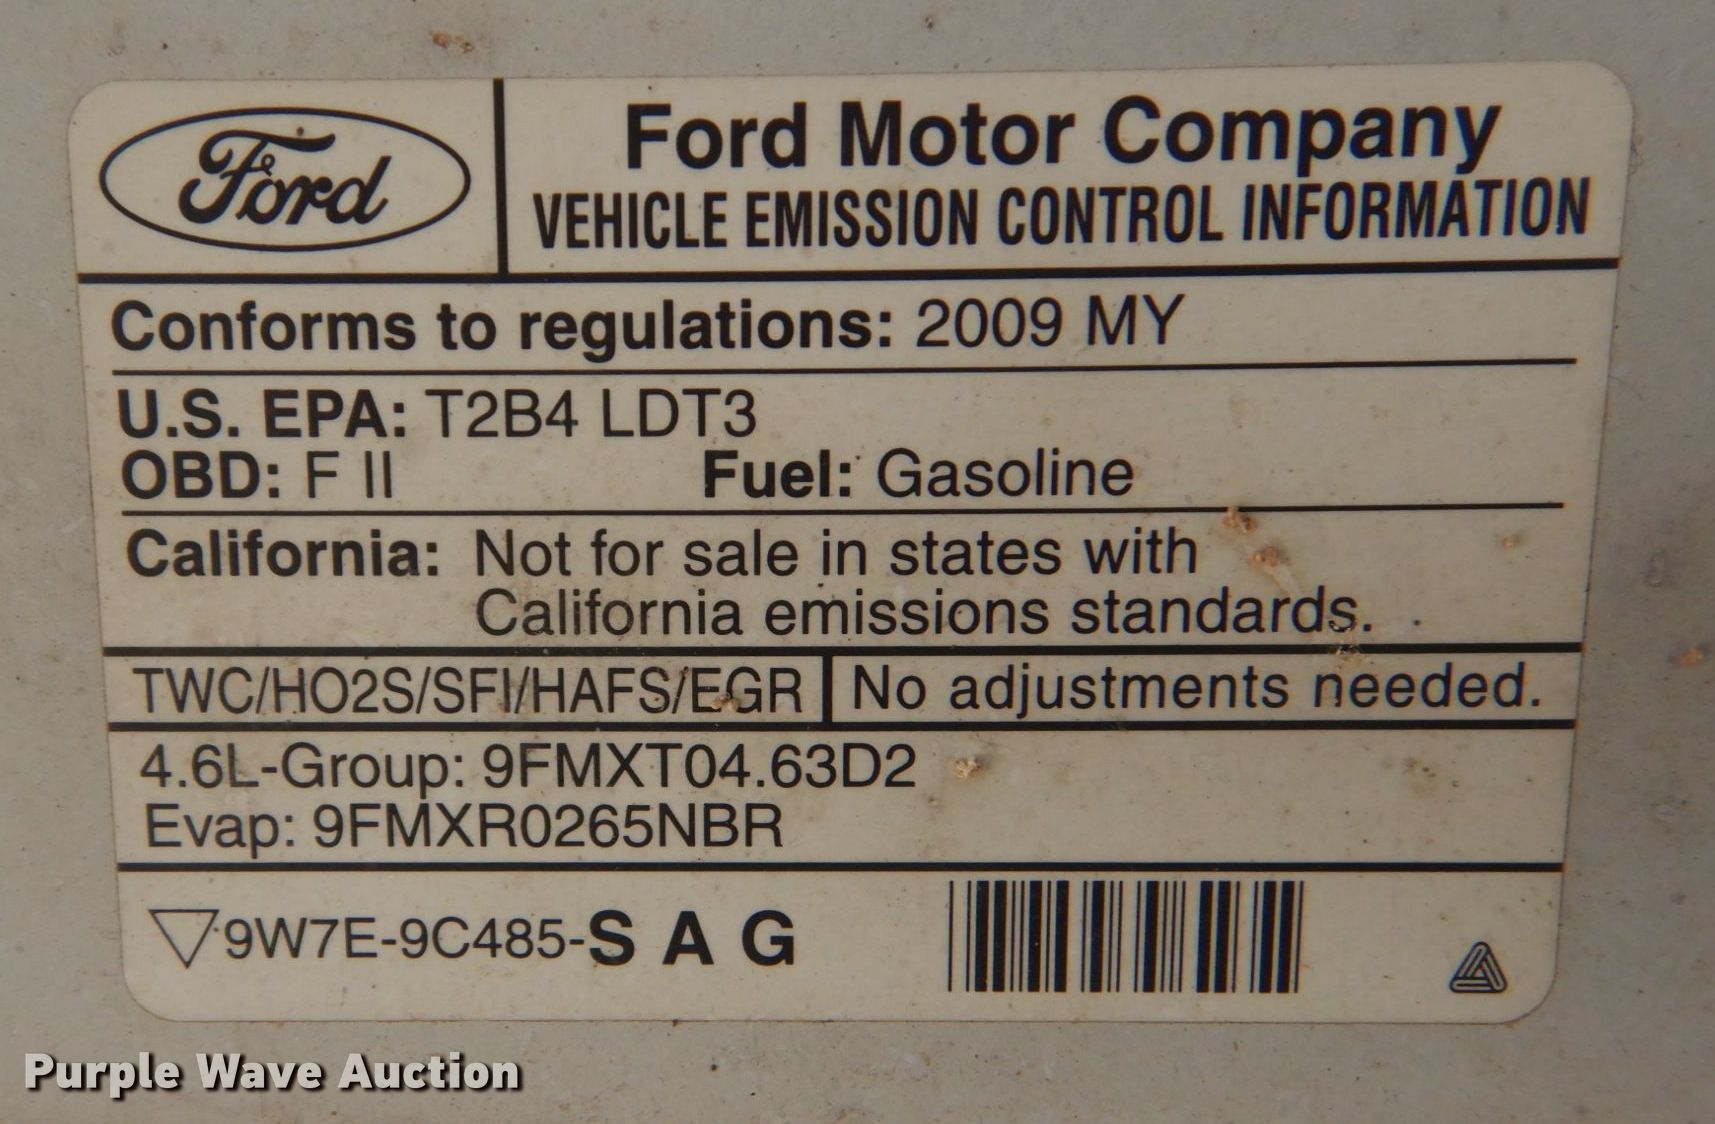 Ford
Ford Motor Company
VEHICLE EMISSION CONTROL INFORMATION
Conforms to regulations: 2009 MY
U.S. EPA: T2B4 LDT3
OBD: F II Fuel: Gasoline
California: Not for sale in states with
California emissions standards.
TWC/HO2S/SFI/HAFS/EGR No adjustments needed.
4.6L-Group: 9FMXT04.63D2
Evap: 9FMXR0265NBR
9W7E-9C485-S A G
Purple Wave Auction